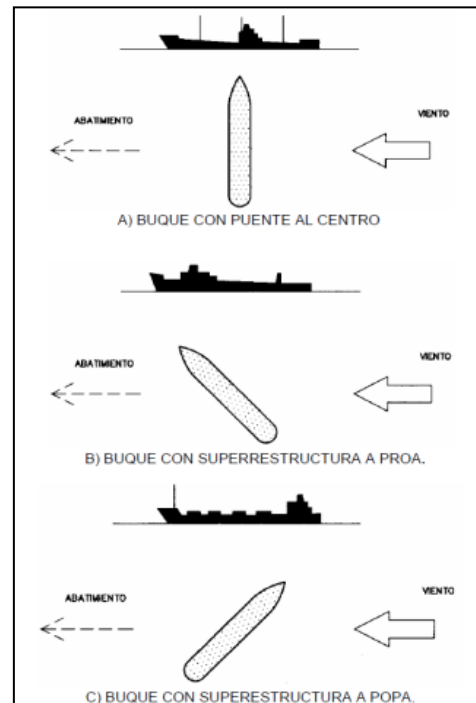 ABATIMIENTO
VIENTO
A) BUQUE CON PUENTE AL CENTRO
ABATIMIENTO
VIENTO
B) BUQUE CON SUPERRESTRUCTURA A PROA.
ABATIMIENTO
VIENTO
C) BUQUE CON SUPERESTRUCTURA A POPA.